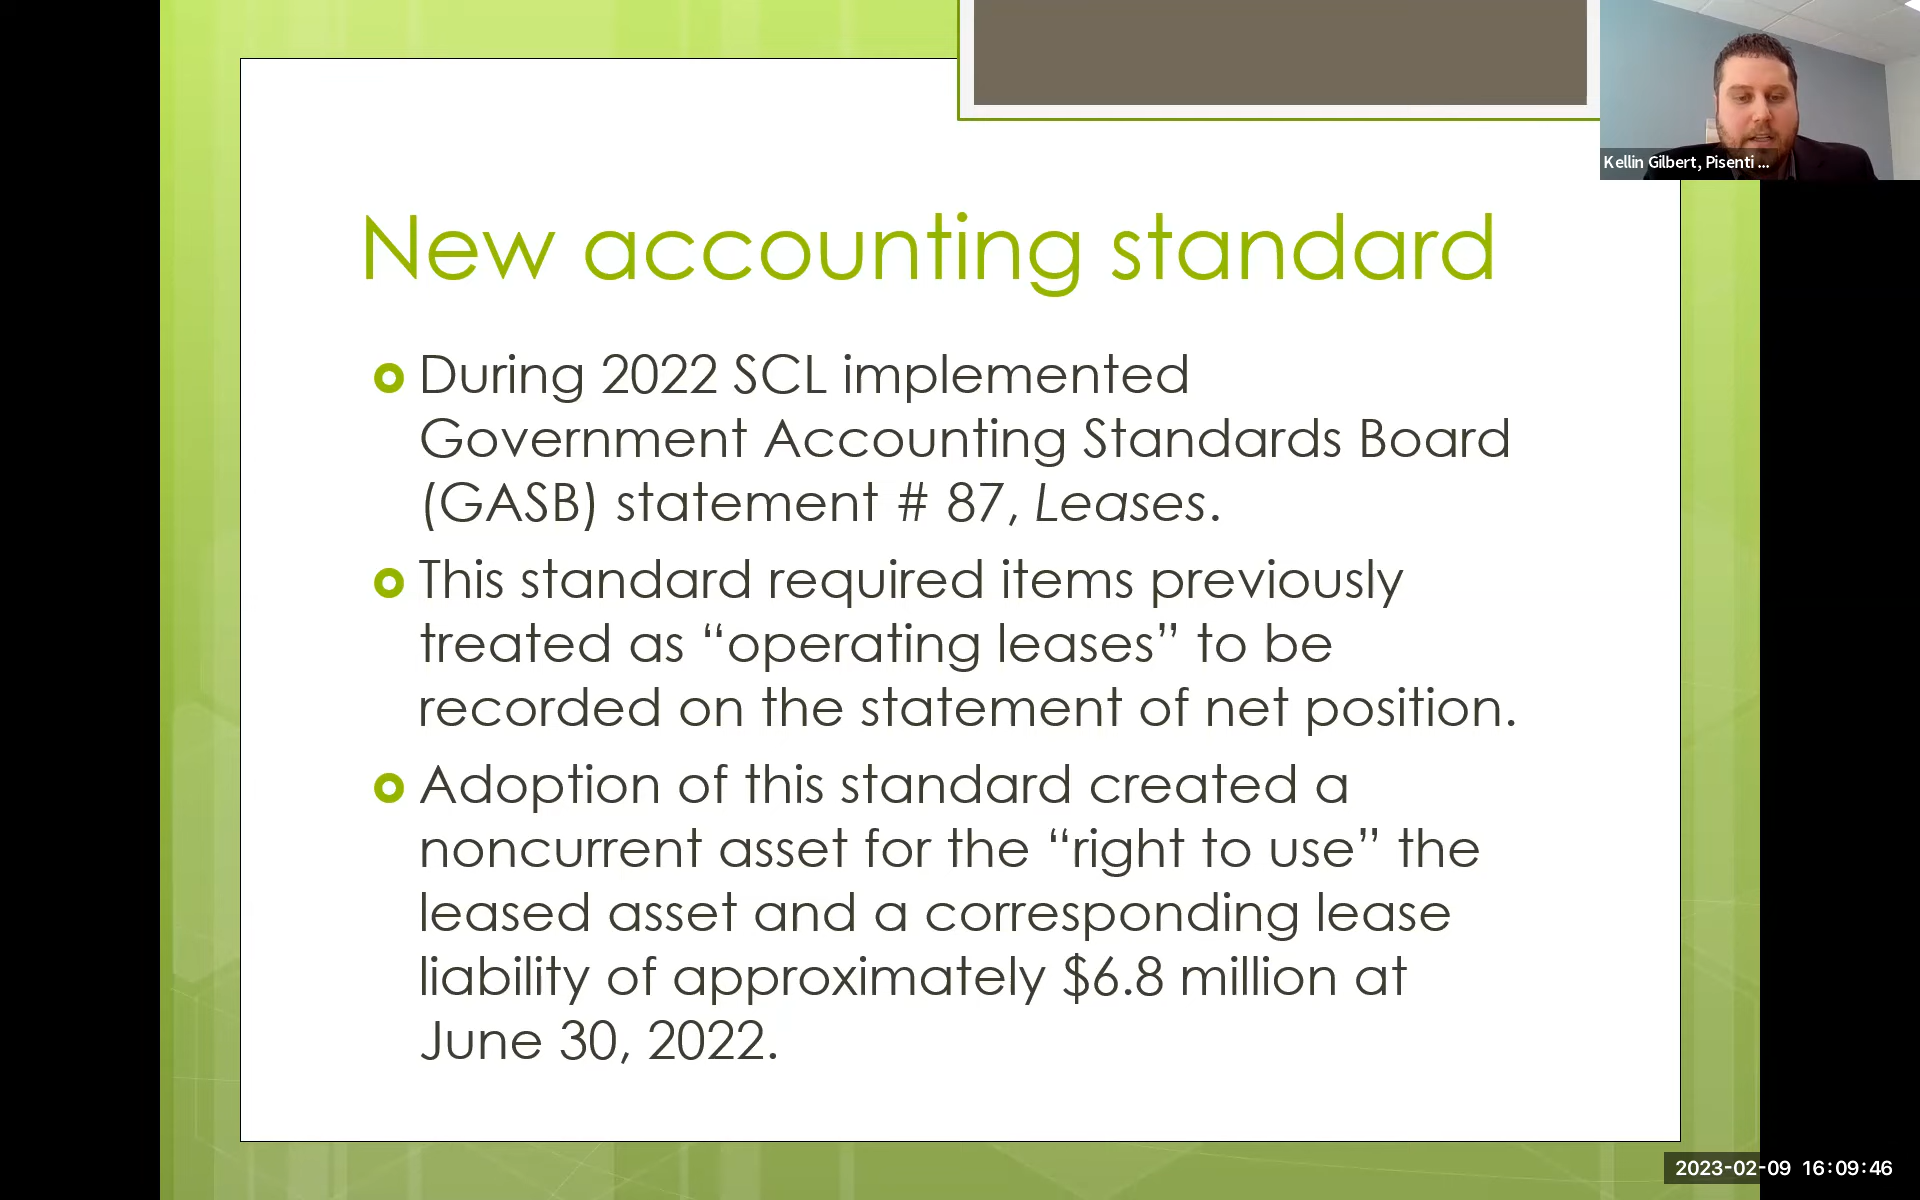 Kellin Gilbert, Pisenti ...
New accounting standard
During 2022 SCL implemented
Government Accounting Standards Board
(GASB) statement # 87, Leases.
This standard required items previously
treated as “operating leases” to be
recorded on the statement of net position.
Adoption of this standard created a
noncurrent asset for the “right to use” the
leased asset and a corresponding lease
liability of approximately $6.8 million at
June 30, 2022.
2023-02-09 16:09:46